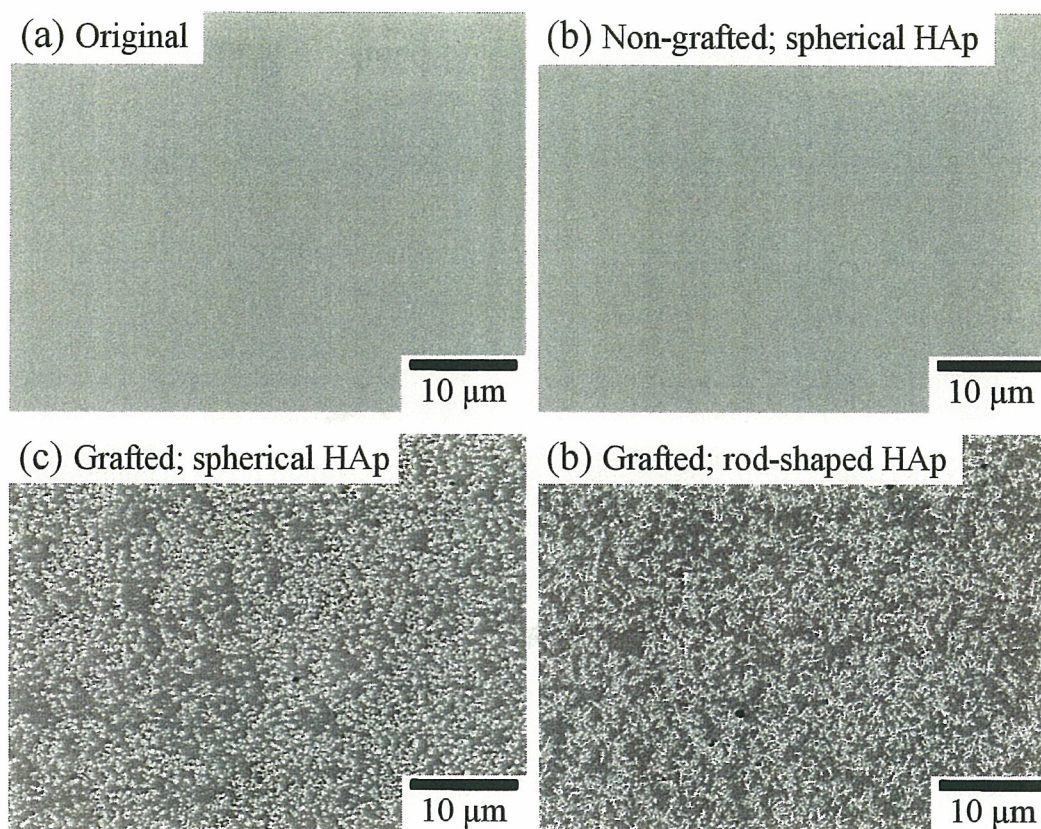 (a) Original
10 μm
(b) Non-grafted; spherical HAp
10 μm
(c) Grafted; spherical HAp
10 μm
(b) Grafted; rod-shaped HAp
10 μm